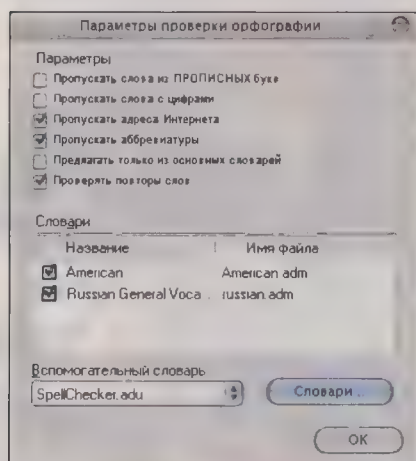 Параметры проверки орфографии
Параметры
Пропускать слова из ПРОПИСНЫХ букв
Пропускать слова с цифрами
Пропускать адреса Интернета
Пропускать аббревиатуры
Предлагать только из основных словарей
Проверять повторы слов
Словари
Название Имя файла
American American adm
Russian General Voca . russian.adm
Вспомогательный словарь
SpellChecker.adu Словари ..
OK